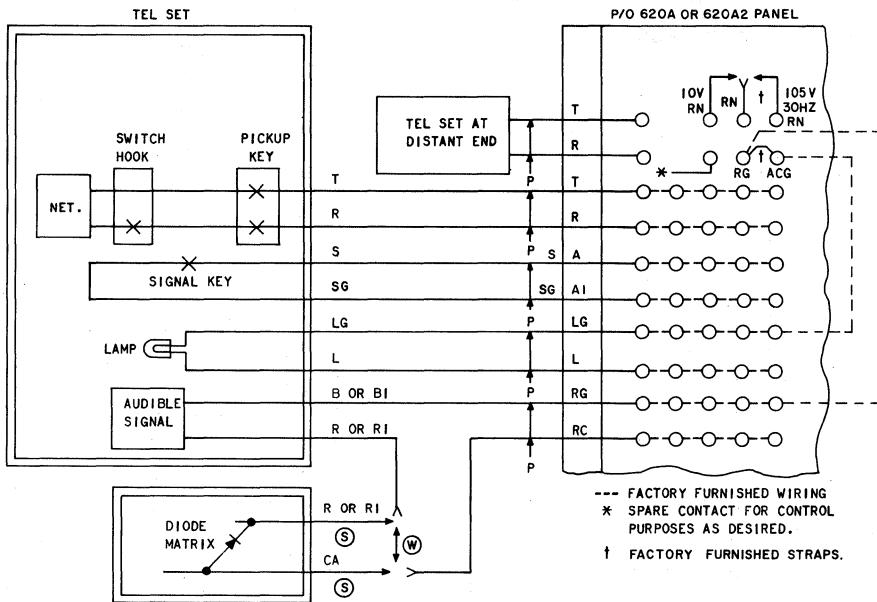 TEL SET
P/O 620A OR 620A2 PANEL
10V
RN
RN
†
105V
30HZ
RN
TEL SET AT
DISTANT END
T
R
P
*
RG
†
ACG
SWITCH
HOOK
PICKUP
KEY
NET.
T
T
R
R
P
S
S
A
SIGNAL KEY
SG
SG
A1
P
LG
LG
LAMP
L
L
P
AUDIBLE
SIGNAL
B OR B1
RG
R OR R1
RC
P
DIODE
MATRIX
R OR R1
S
W
CA
S
--- FACTORY FURNISHED WIRING
* SPARE CONTACT FOR CONTROL
PURPOSES AS DESIRED.
† FACTORY FURNISHED STRAPS.